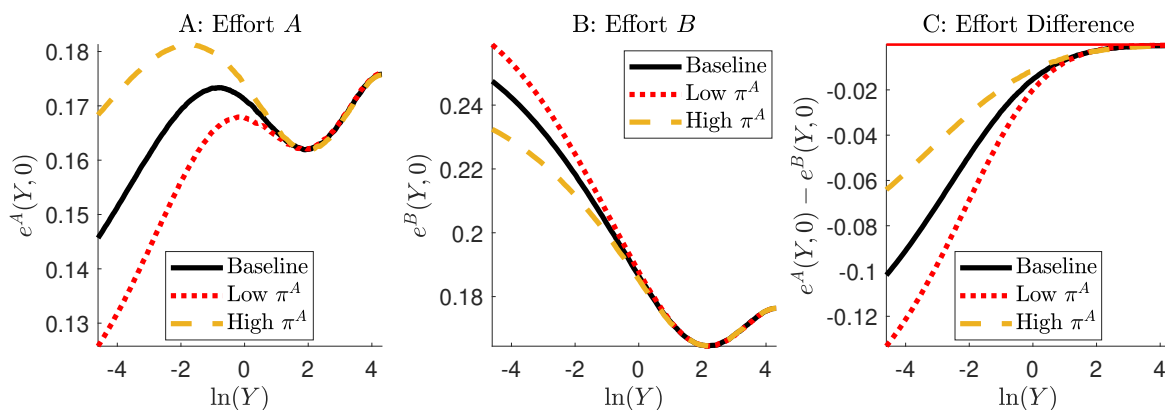 A: Effort A
0.18
0.17
0.16
0.15
0.14
0.13
-4 -2 0 2 4
ln(Y)
e^A(Y, 0)
Baseline
Low π^A
High π^A
B: Effort B
0.24
0.22
0.2
0.18
-4 -2 0 2 4
ln(Y)
e^B(Y, 0)
Baseline
Low π^A
High π^A
C: Effort Difference
-0.02
-0.04
-0.06
-0.08
-0.1
-0.12
-4 -2 0 2 4
ln(Y)
e^A(Y, 0) − e^B(Y, 0)
Baseline
Low π^A
High π^A